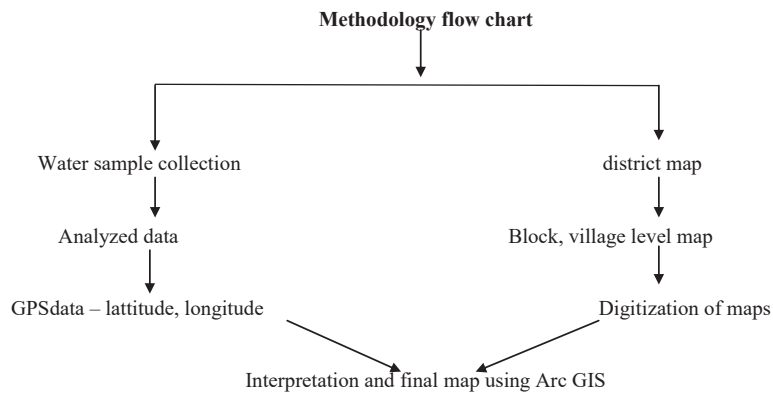 Methodology flow chart
Water sample collection
district map
Analyzed data
Block, village level map
GPSdata – lattitude, longitude
Digitization of maps
Interpretation and final map using Arc GIS